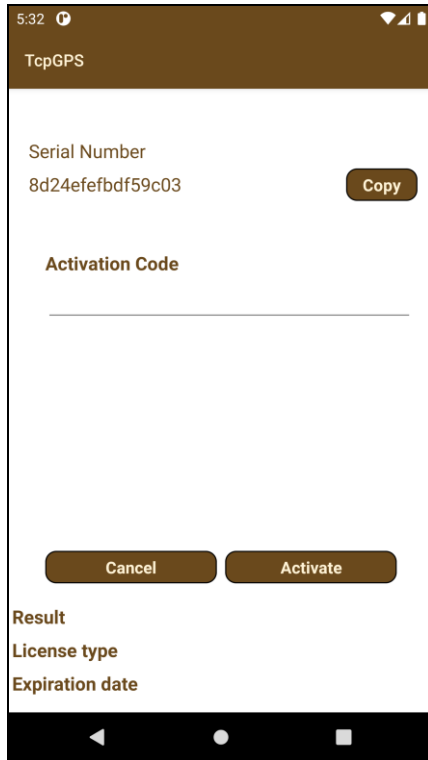 5:32
TcpGPS
Serial Number
8d24efefbdf59c03
Copy
Activation Code
Cancel
Activate
Result
License type
Expiration date